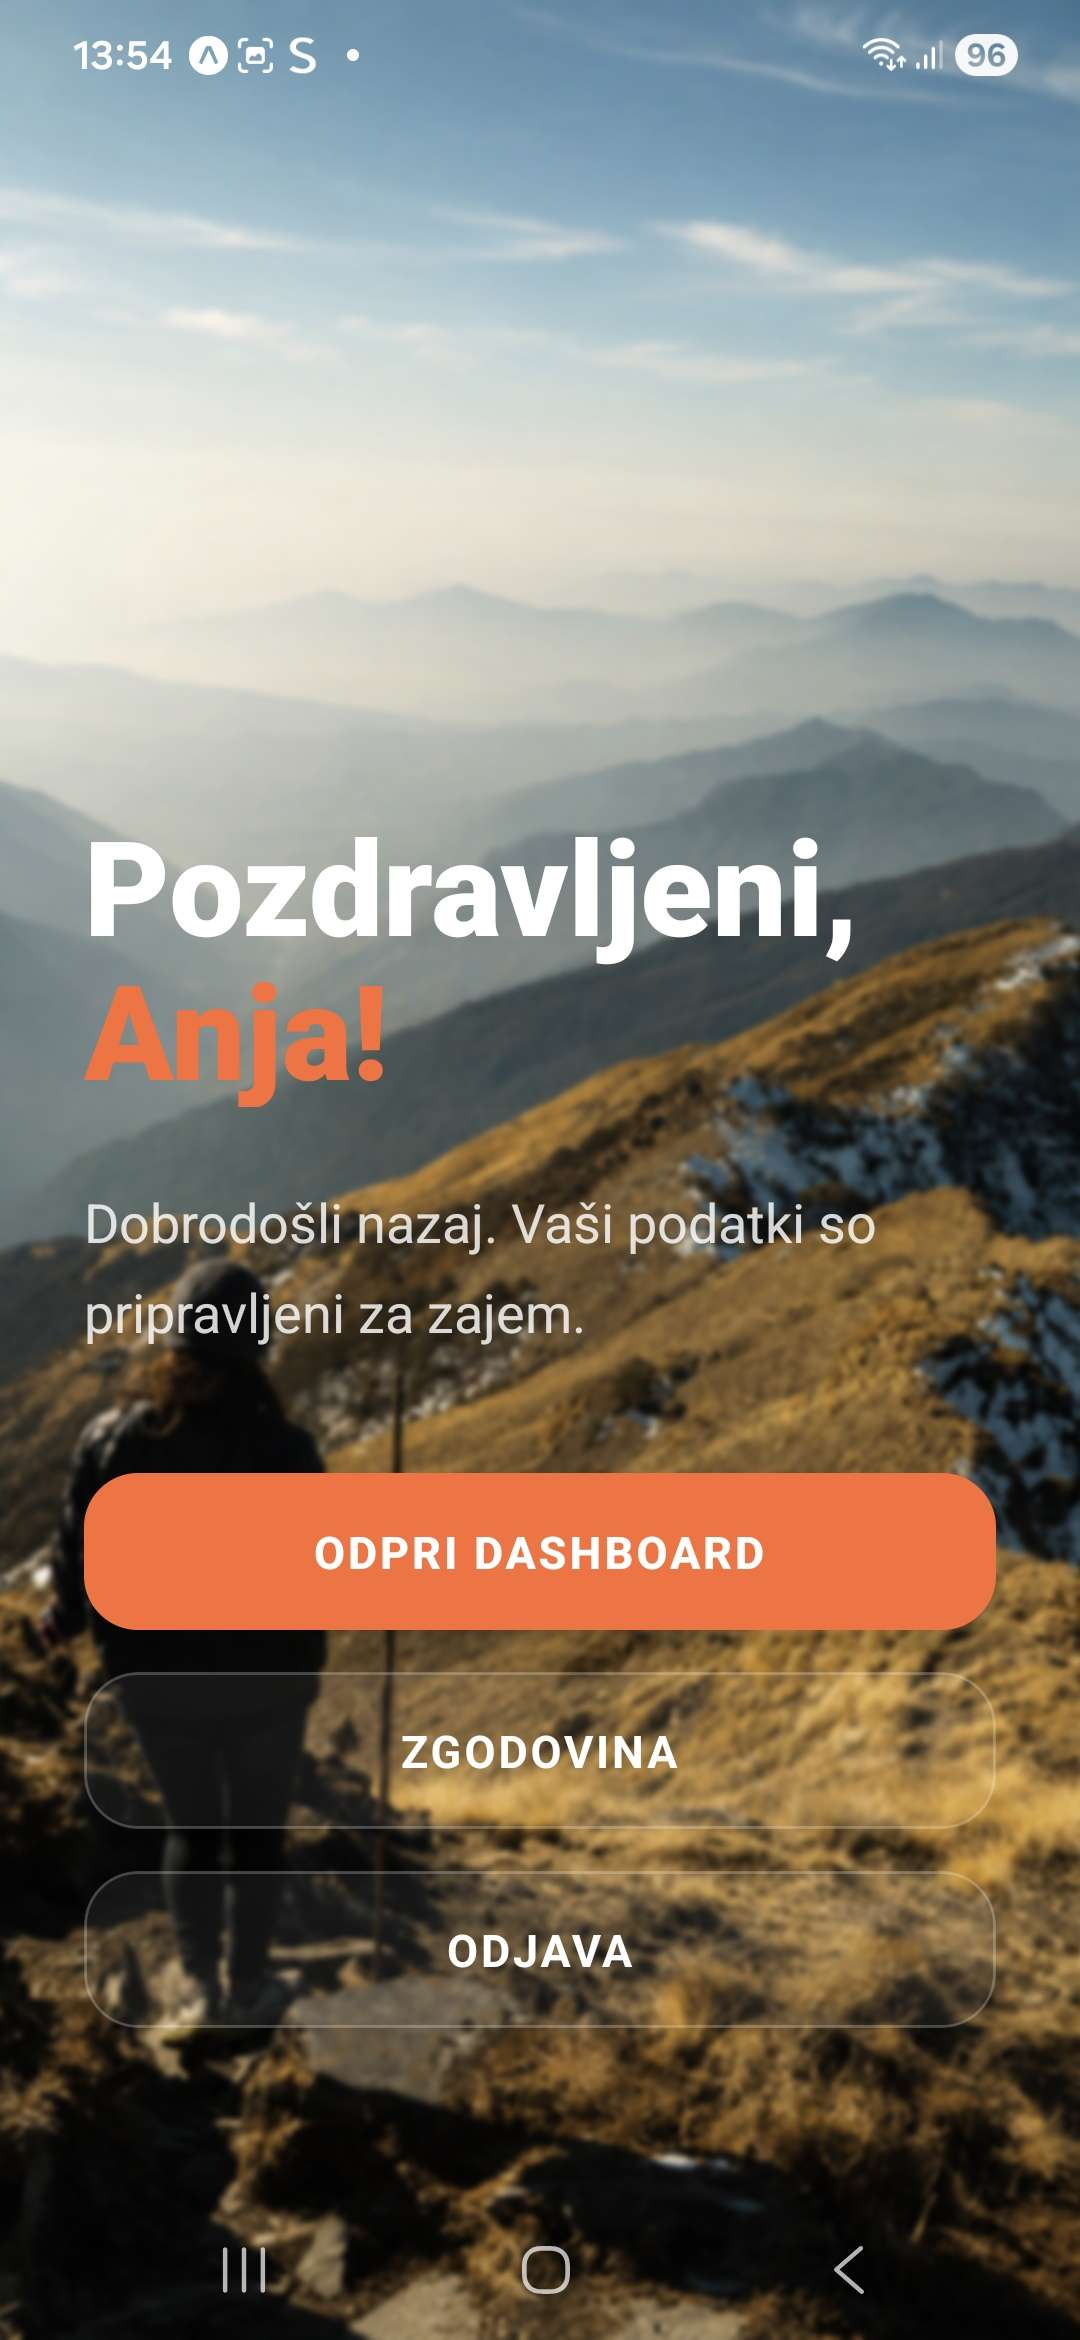 13:54
96
Pozdravljeni,
Anja!
Dobrodošli nazaj. Vaši podatki so
pripravljeni za zajem.
ODPRI DASHBOARD
ZGODOVINA
ODJAVA